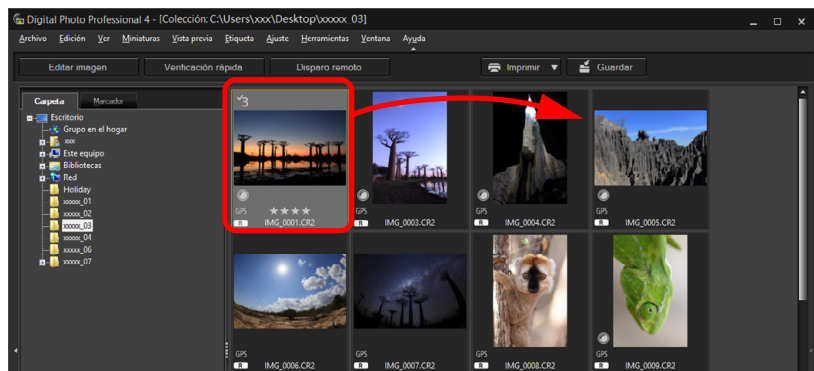 Digital Photo Professional 4 - [Colección: C:\Users\xxx\Desktop\xxxxx_03]
Archivo Edición Ver Miniaturas Vista previa Etiqueta Ajuste Herramientas Ventana Ayuda
Editar imagen Verificación rápida Disparo remoto Imprimir Guardar
Carpeta Marcador
Escritorio
Grupo en el hogar
xxx
Este equipo
Bibliotecas
Red
Holiday
xxxxx_01
xxxxx_02
xxxxx_03
xxxxx_04
xxxxx_06
xxxxx_07
3
GPS GPS GPS GPS
R IMG_0001.CR2 R IMG_0003.CR2 R IMG_0004.CR2 R IMG_0005.CR2
GPS GPS GPS GPS
R IMG_0006.CR2 R IMG_0007.CR2 R IMG_0008.CR2 R IMG_0009.CR2